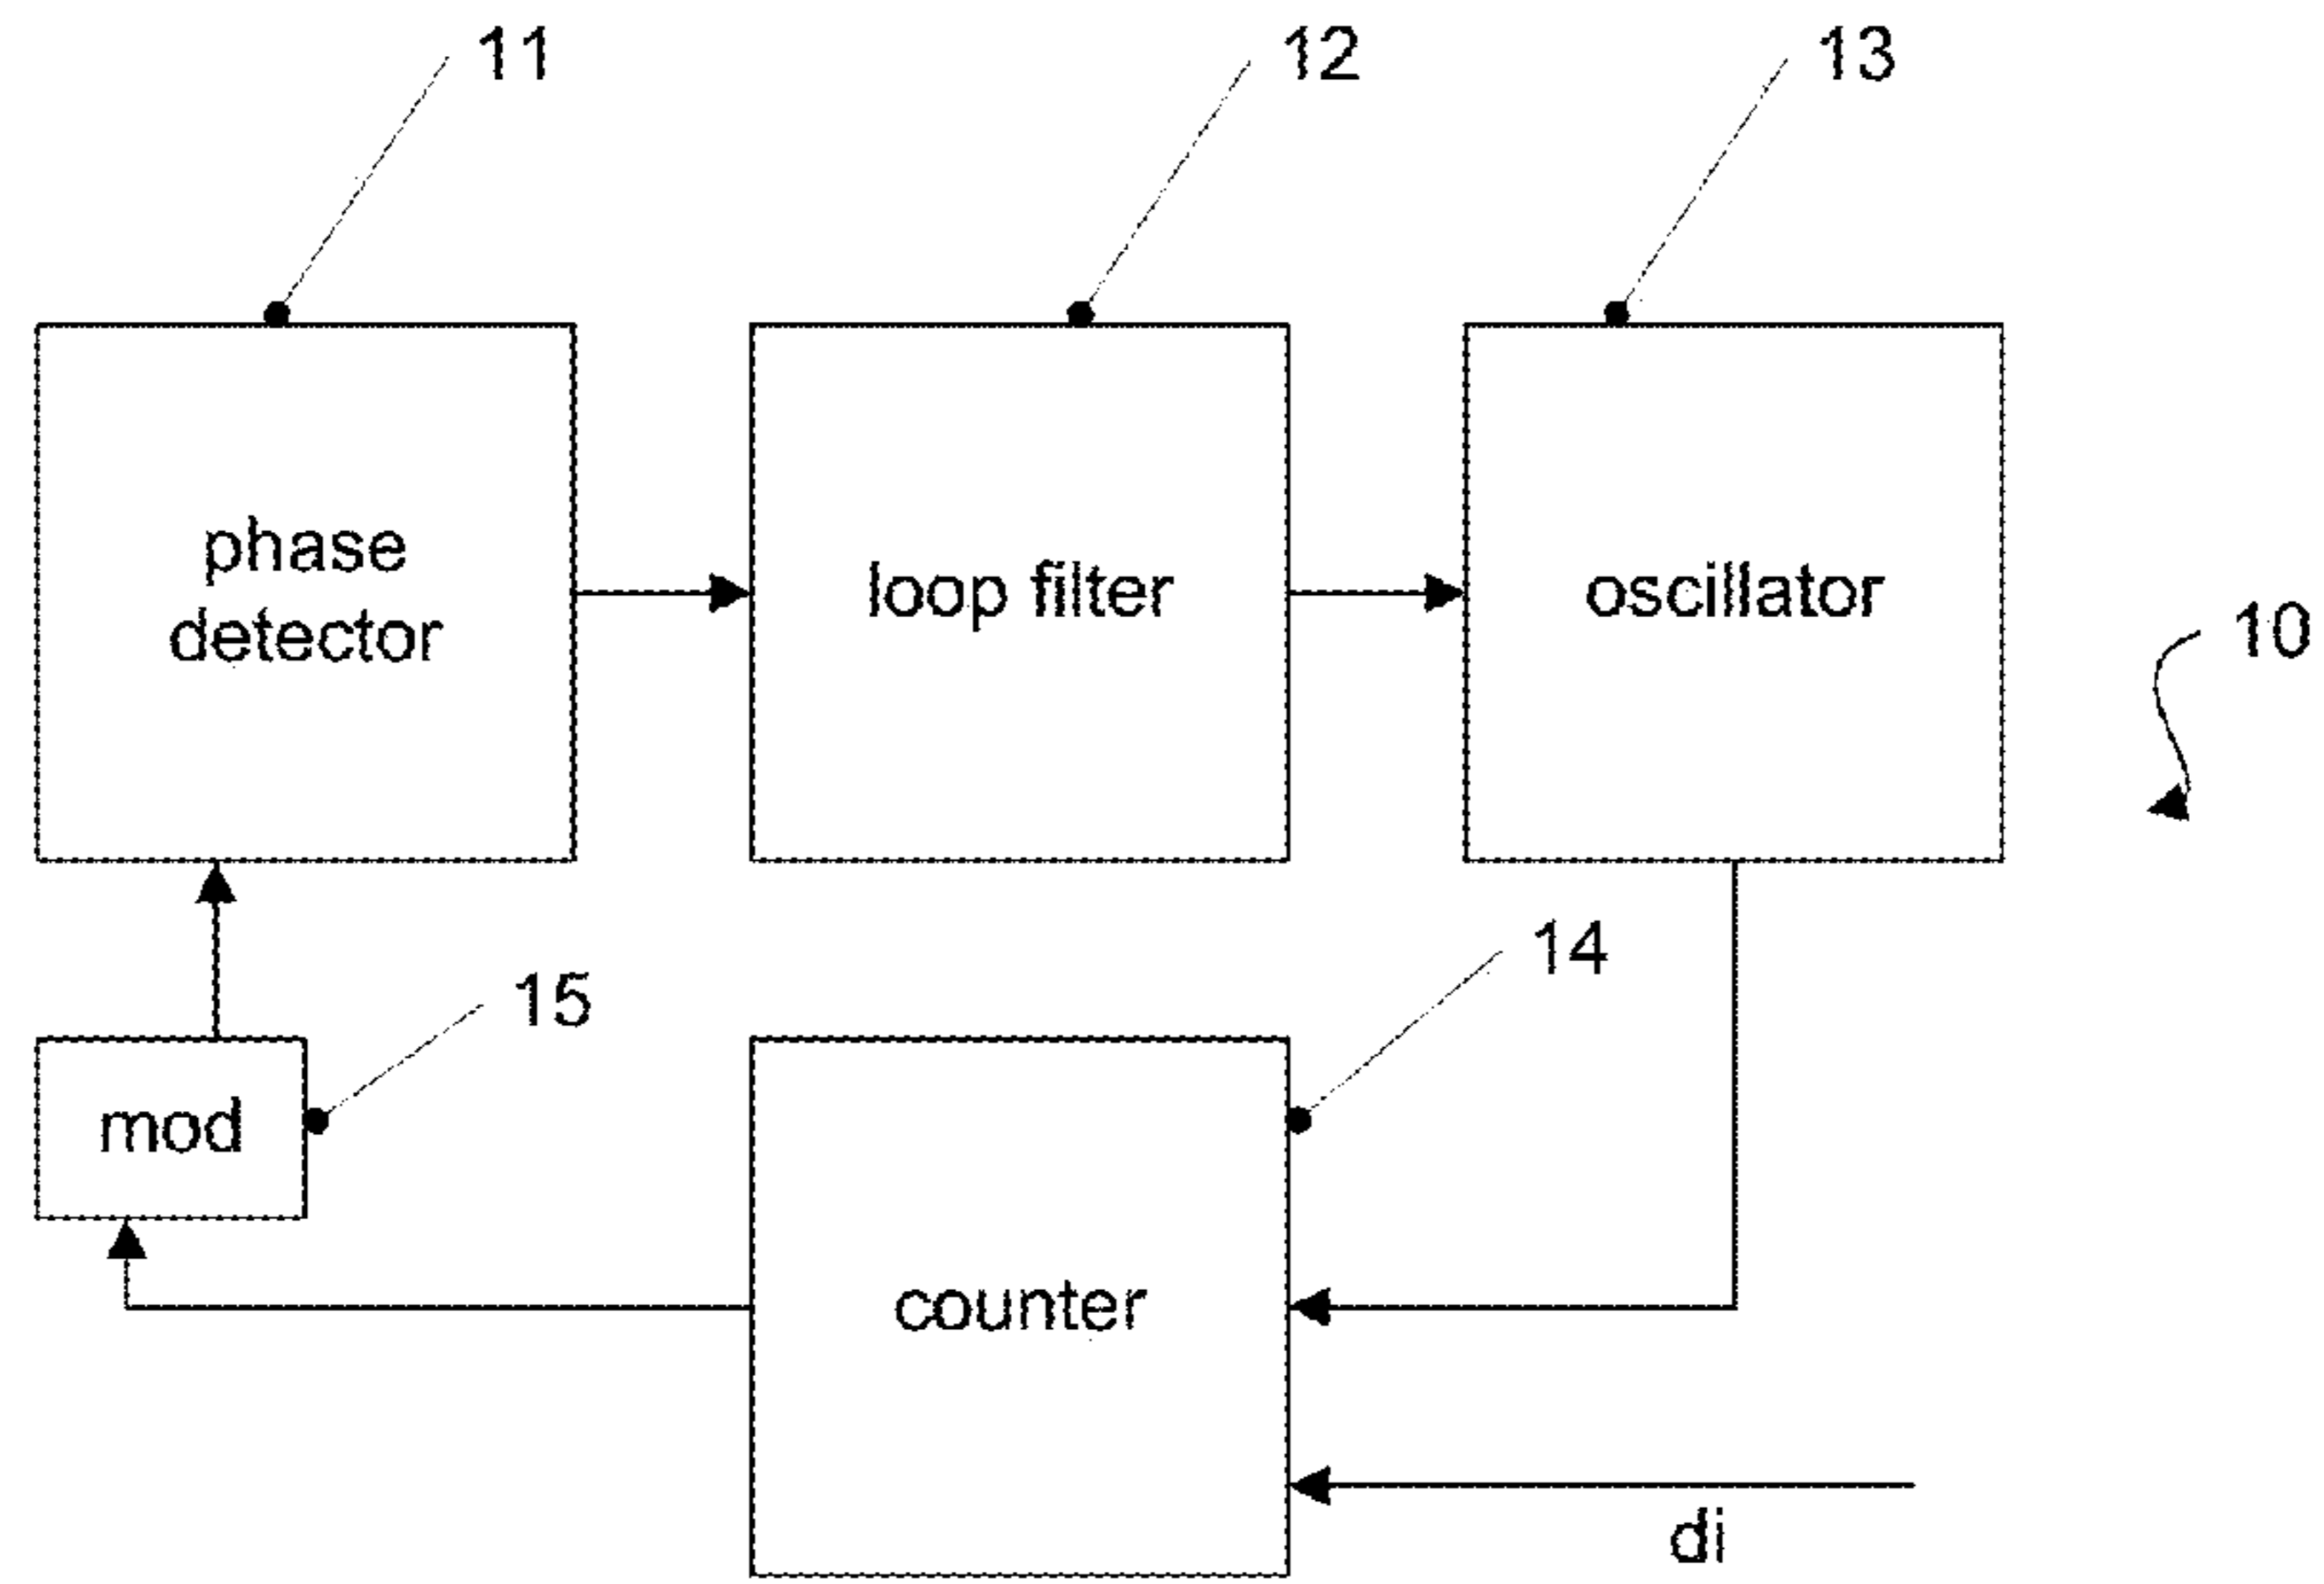 11
12
13
phase
detector
loop filter
oscillator
10
14
15
mod
counter
di